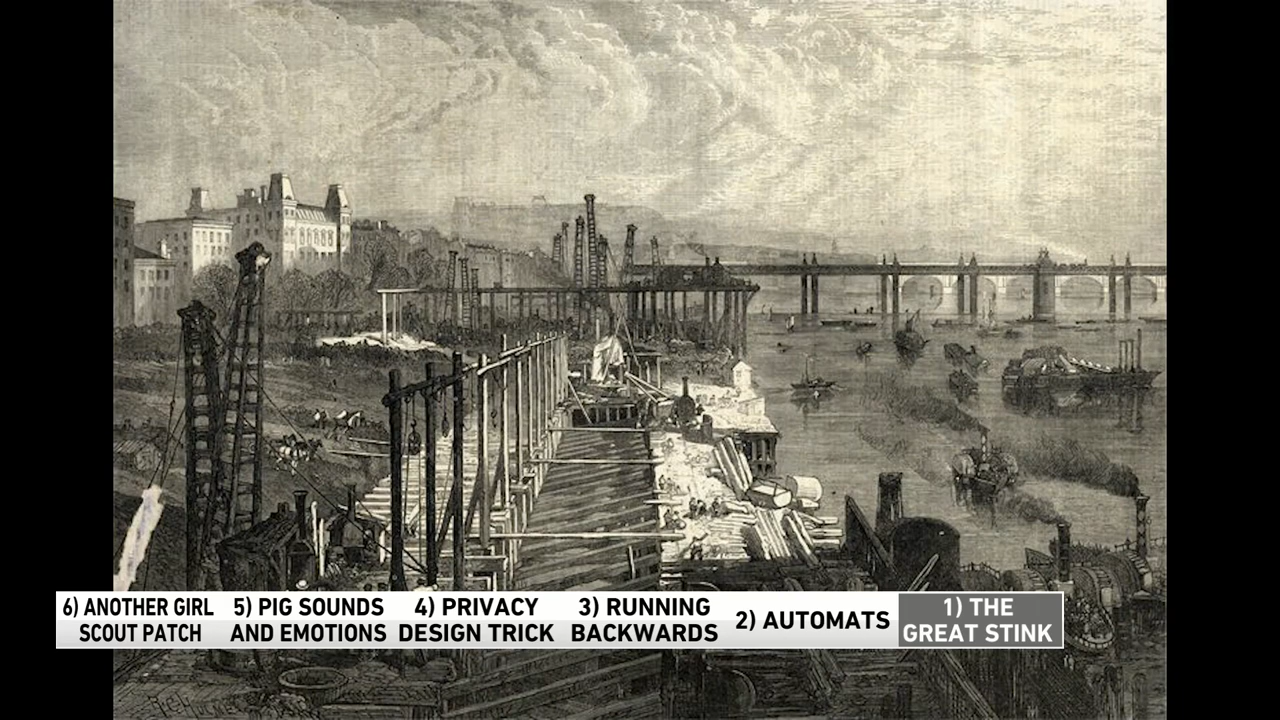 6) ANOTHER GIRL
SCOUT PATCH
5) PIG SOUNDS
AND EMOTIONS
4) PRIVACY
DESIGN TRICK
3) RUNNING
BACKWARDS
2) AUTOMATS
1) THE
GREAT STINK